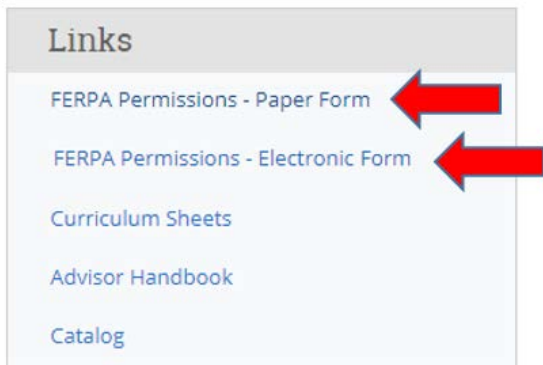 Links
FERPA Permissions - Paper Form
FERPA Permissions - Electronic Form
Curriculum Sheets
Advisor Handbook
Catalog